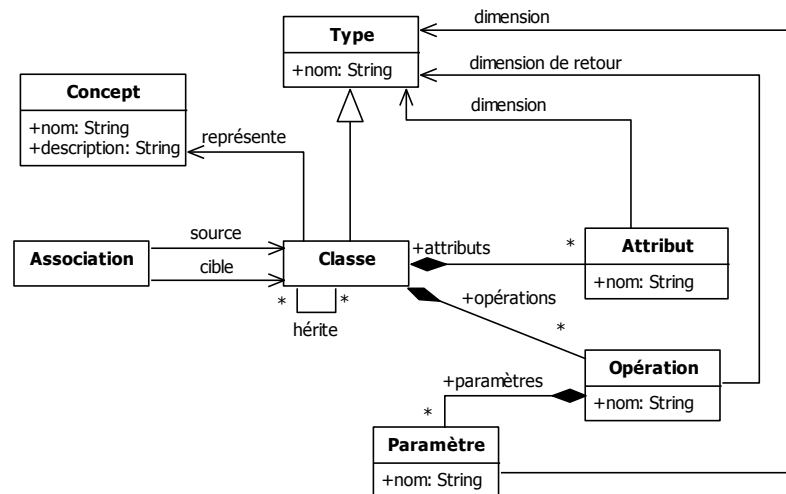 dimension
Type
+nom: String
dimension de retour
Concept
dimension
+nom: String
+description: String
représente
source
+attributs
*
Attribut
Association
Classe
+nom: String
cible
*
*
+opérations
hérite
*
Opération
+paramètres
+nom: String
*
Paramètre
+nom: String